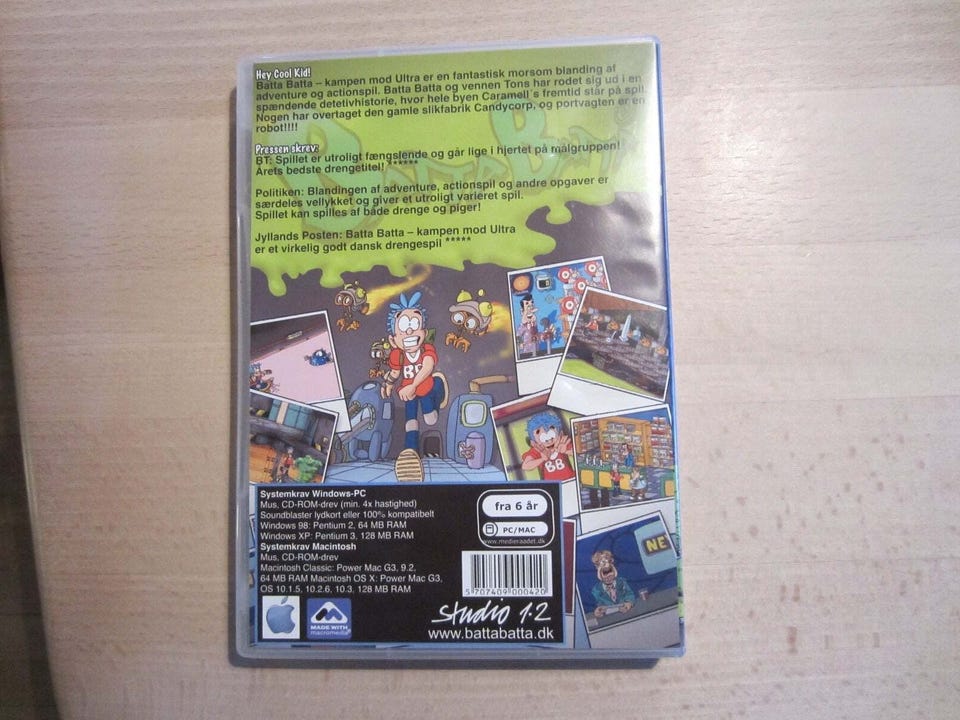 Hey Cool Kid!
Batta Batta – kampen mod Ultra er en fantastisk morsom blanding af
adventure og actionspil. Batta Batta og vennen Tons har rodet sig ud i en
spændende detetivhistorie, hvor hele byen Caramell´s fremtid står på spil.
Nogen har overtaget den gamle slikfabrik Candycorp, og portvagten er en
robot!!!!
Pressen skrev:
BT: Spillet er utroligt fængslende og går lige i hjertet på målgruppen!
Årets bedste drengetitel! ******
Politiken: Blandingen af adventure, actionspil og andre opgaver er
særdeles vellykket og giver et utroligt varieret spil.
Spillet kan spilles af både drenge og piger!
Jyllands Posten: Batta Batta – kampen mod Ultra
er et virkelig godt dansk drengespil *****
BB
BB
NE
Systemkrav Windows-PC
Mus, CD-ROM-drev (min. 4x hastighed)
Soundblaster lydkort eller 100% kompatibelt
Windows 98: Pentium 2, 64 MB RAM
Windows XP: Pentium 3, 128 MB RAM
Systemkrav Macintosh
Mus, CD-ROM-drev
Macintosh Classic: Power Mac G3, 9.2,
64 MB RAM Macintosh OS X: Power Mac G3,
OS 10.1.5, 10.2.6, 10.3, 128 MB RAM
MADE WITH
macromedia
fra 6 år
PC/MAC
www.medieraadet.dk
5 707409 000420
Studio 1·2
www.battabatta.dk